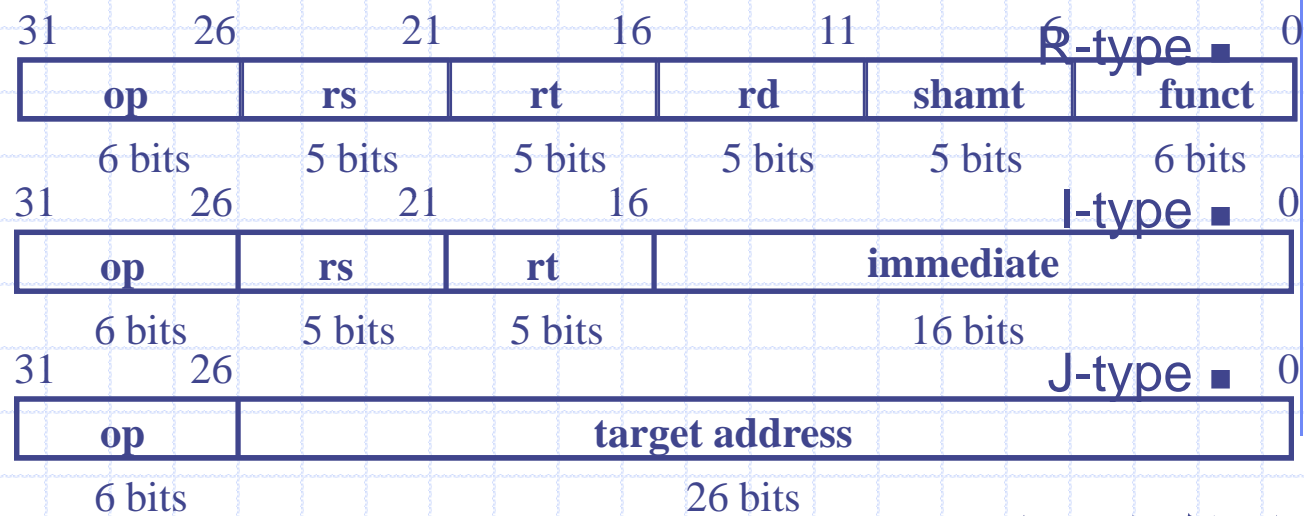 31 26 21 16 11 6 0
R-type ▪
op rs rt rd shamt funct
6 bits 5 bits 5 bits 5 bits 5 bits 6 bits
31 26 21 16 0
I-type ▪
op rs rt immediate
6 bits 5 bits 5 bits 16 bits
31 26 0
J-type ▪
op target address
6 bits 26 bits